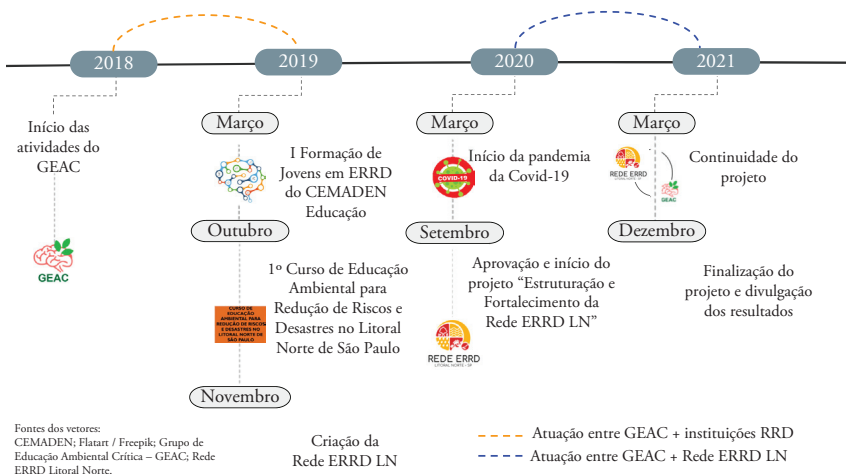 2018
2019
2020
2021
Início das
atividades do
GEAC
GEAC
Março
I Formação de
Jovens em ERRD
do CEMADEN
Educação
Outubro
1º Curso de Educação
Ambiental para
Redução de Riscos e
Desastres no Litoral
Norte de São Paulo
CURSO DE
EDUCAÇÃO
AMBIENTAL PARA
REDUÇÃO DE RISCOS
E DESASTRES NO
LITORAL NORTE DE
SÃO PAULO
Novembro
Criação da
Rede ERRD LN
Março
COVID-19
Início da pandemia
da Covid-19
Setembro
Aprovação e início do
projeto “Estruturação e
Fortalecimento da
Rede ERRD LN”
REDE ERRD
LITORAL NORTE - SP
Março
REDE ERRD
LITORAL NORTE - SP
GEAC
Continuidade do
projeto
Dezembro
Finalização do
projeto e divulgação
dos resultados
Fontes dos vetores:
CEMADEN; Flatart / Freepik; Grupo de
Educação Ambiental Crítica – GEAC; Rede
ERRD Litoral Norte.
Atuação entre GEAC + instituições RRD
Atuação entre GEAC + Rede ERRD LN